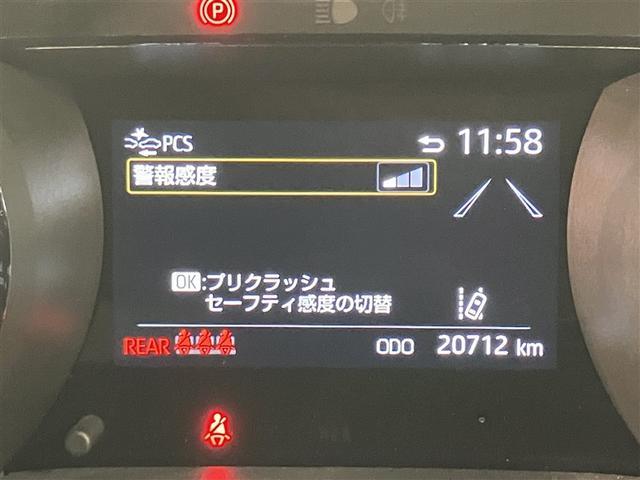 P
PCS
11:58
警報感度
OK:プリクラッシュ
セーフティ感度の切替
REAR
ODO 20712 km